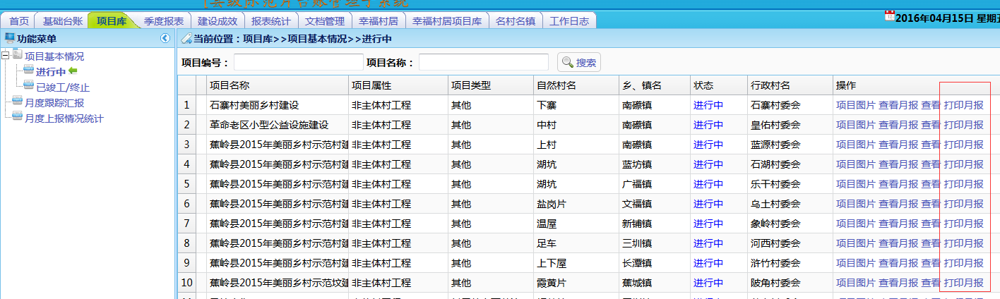 [县级]示范片台账管理子系统
首页 基础台账 项目库 季度报表 建设成效 报表统计 文档管理 幸福村居 幸福村居项目库 名村名镇 工作日志 2016年04月15日 星期五
功能菜单 当前位置：项目库>>项目基本情况>>进行中
项目基本情况
进行中
已竣工/终止
月度跟踪汇报
月度上报情况统计
项目编号： 项目名称： 搜索
项目名称 项目属性 项目类型 自然村名 乡、镇名 状态 行政村名 操作
1 石寨村美丽乡村建设 非主体村工程 其他 下寨 南磜镇 进行中 石寨村委会 项目图片 查看月报 查看 打印月报
2 革命老区小型公益设施建设 非主体村工程 其他 中村 南磜镇 进行中 皇佑村委会 项目图片 查看月报 查看 打印月报
3 蕉岭县2015年美丽乡村示范村建 非主体村工程 其他 上村 南磜镇 进行中 蓝源村委会 项目图片 查看月报 查看 打印月报
4 蕉岭县2015年美丽乡村示范村建 非主体村工程 其他 湖坑 蓝坊镇 进行中 石湖村委会 项目图片 查看月报 查看 打印月报
5 蕉岭县2015年美丽乡村示范村建 非主体村工程 其他 湖坑 广福镇 进行中 乐干村委会 项目图片 查看月报 查看 打印月报
6 蕉岭县2015年美丽乡村示范村建 非主体村工程 其他 盐岗片 文福镇 进行中 乌土村委会 项目图片 查看月报 查看 打印月报
7 蕉岭县2015年美丽乡村示范村建 非主体村工程 其他 温屋 新铺镇 进行中 象岭村委会 项目图片 查看月报 查看 打印月报
8 蕉岭县2015年美丽乡村示范村建 非主体村工程 其他 足车 三圳镇 进行中 河西村委会 项目图片 查看月报 查看 打印月报
9 蕉岭县2015年美丽乡村示范村建 非主体村工程 其他 上下屋 长潭镇 进行中 浒竹村委会 项目图片 查看月报 查看 打印月报
10 蕉岭县2015年美丽乡村示范坟建 非主体村工程 其他 霞黄片 蕉城镇 进行中 陂角村委会 项目图片 查看月报 查看 打印月报